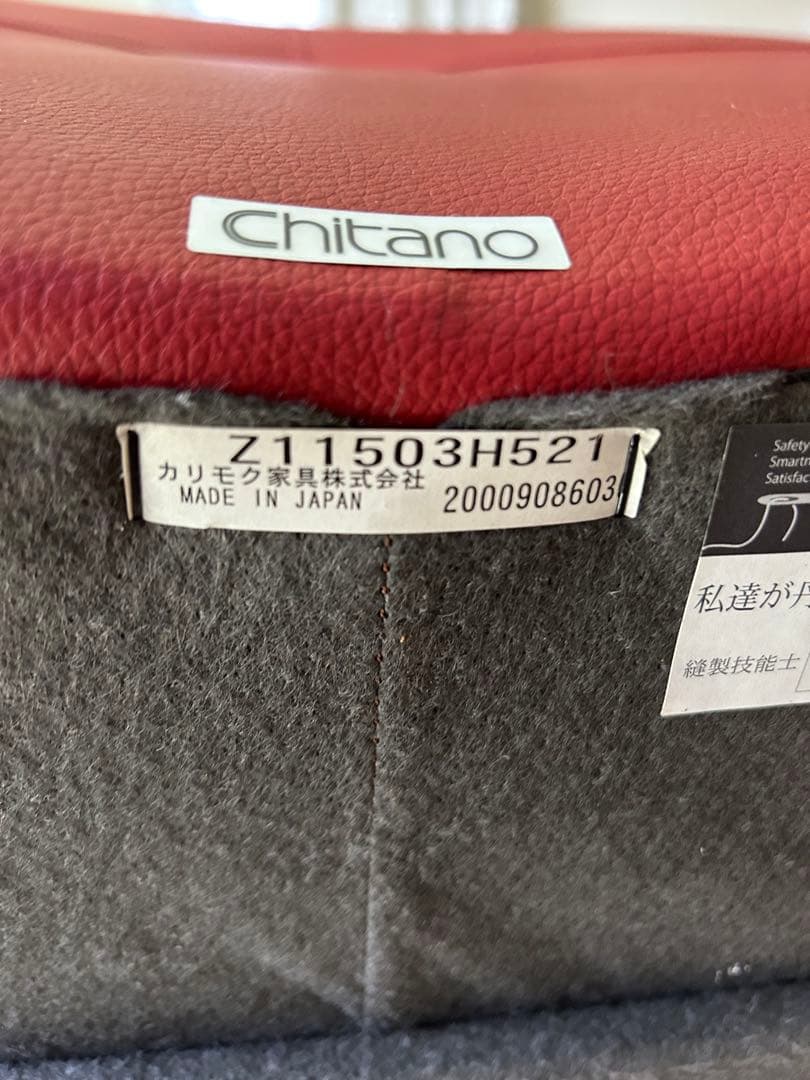 Chitano
Z11503H521
カリモク家具株式会社
MADE IN JAPAN 2000908603
Safety
私達が丹
縫製技能士